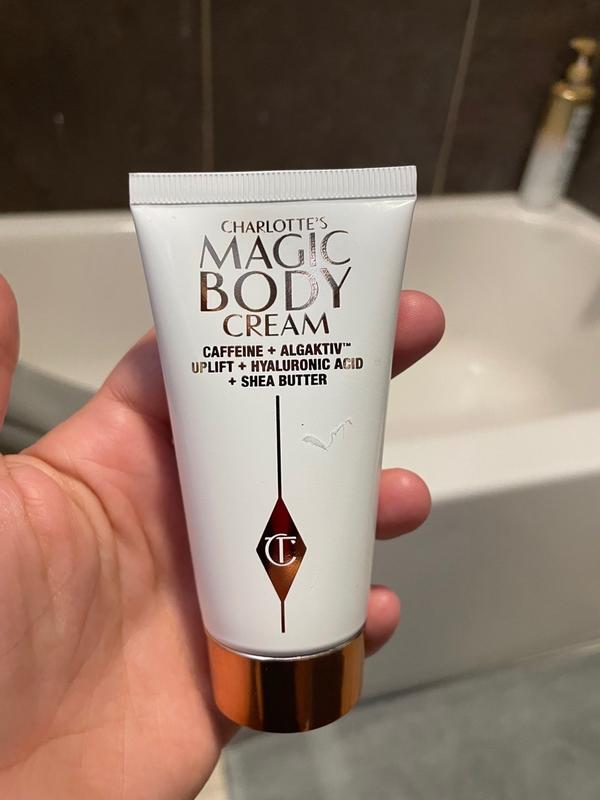 CHARLOTTE'S
MAGIC
BODY
CREAM
CAFFEINE + ALGAKTIV™
UPLIFT + HYALURONIC ACID
+ SHEA BUTTER
CT